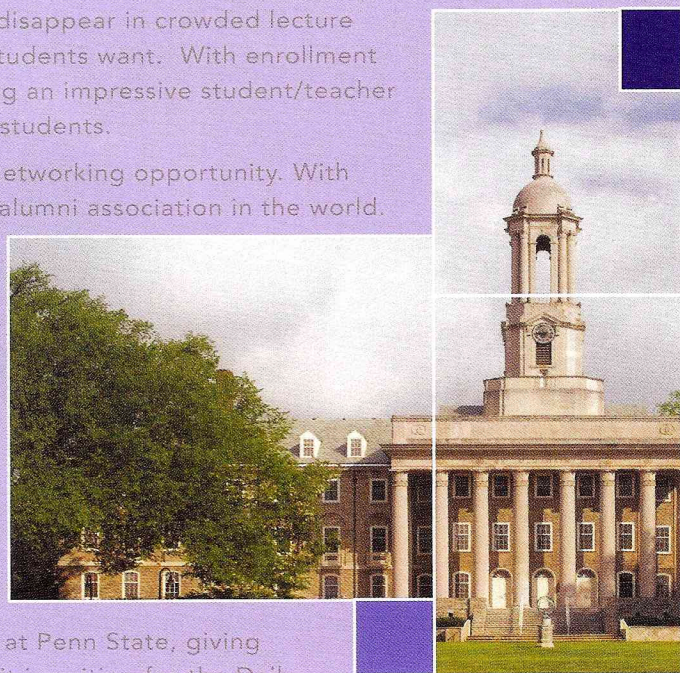 disappear in crowded lecture
tudents want. With enrollment
g an impressive student/teacher
students.
etworking opportunity. With
alumni association in the world.
at Penn State, giving